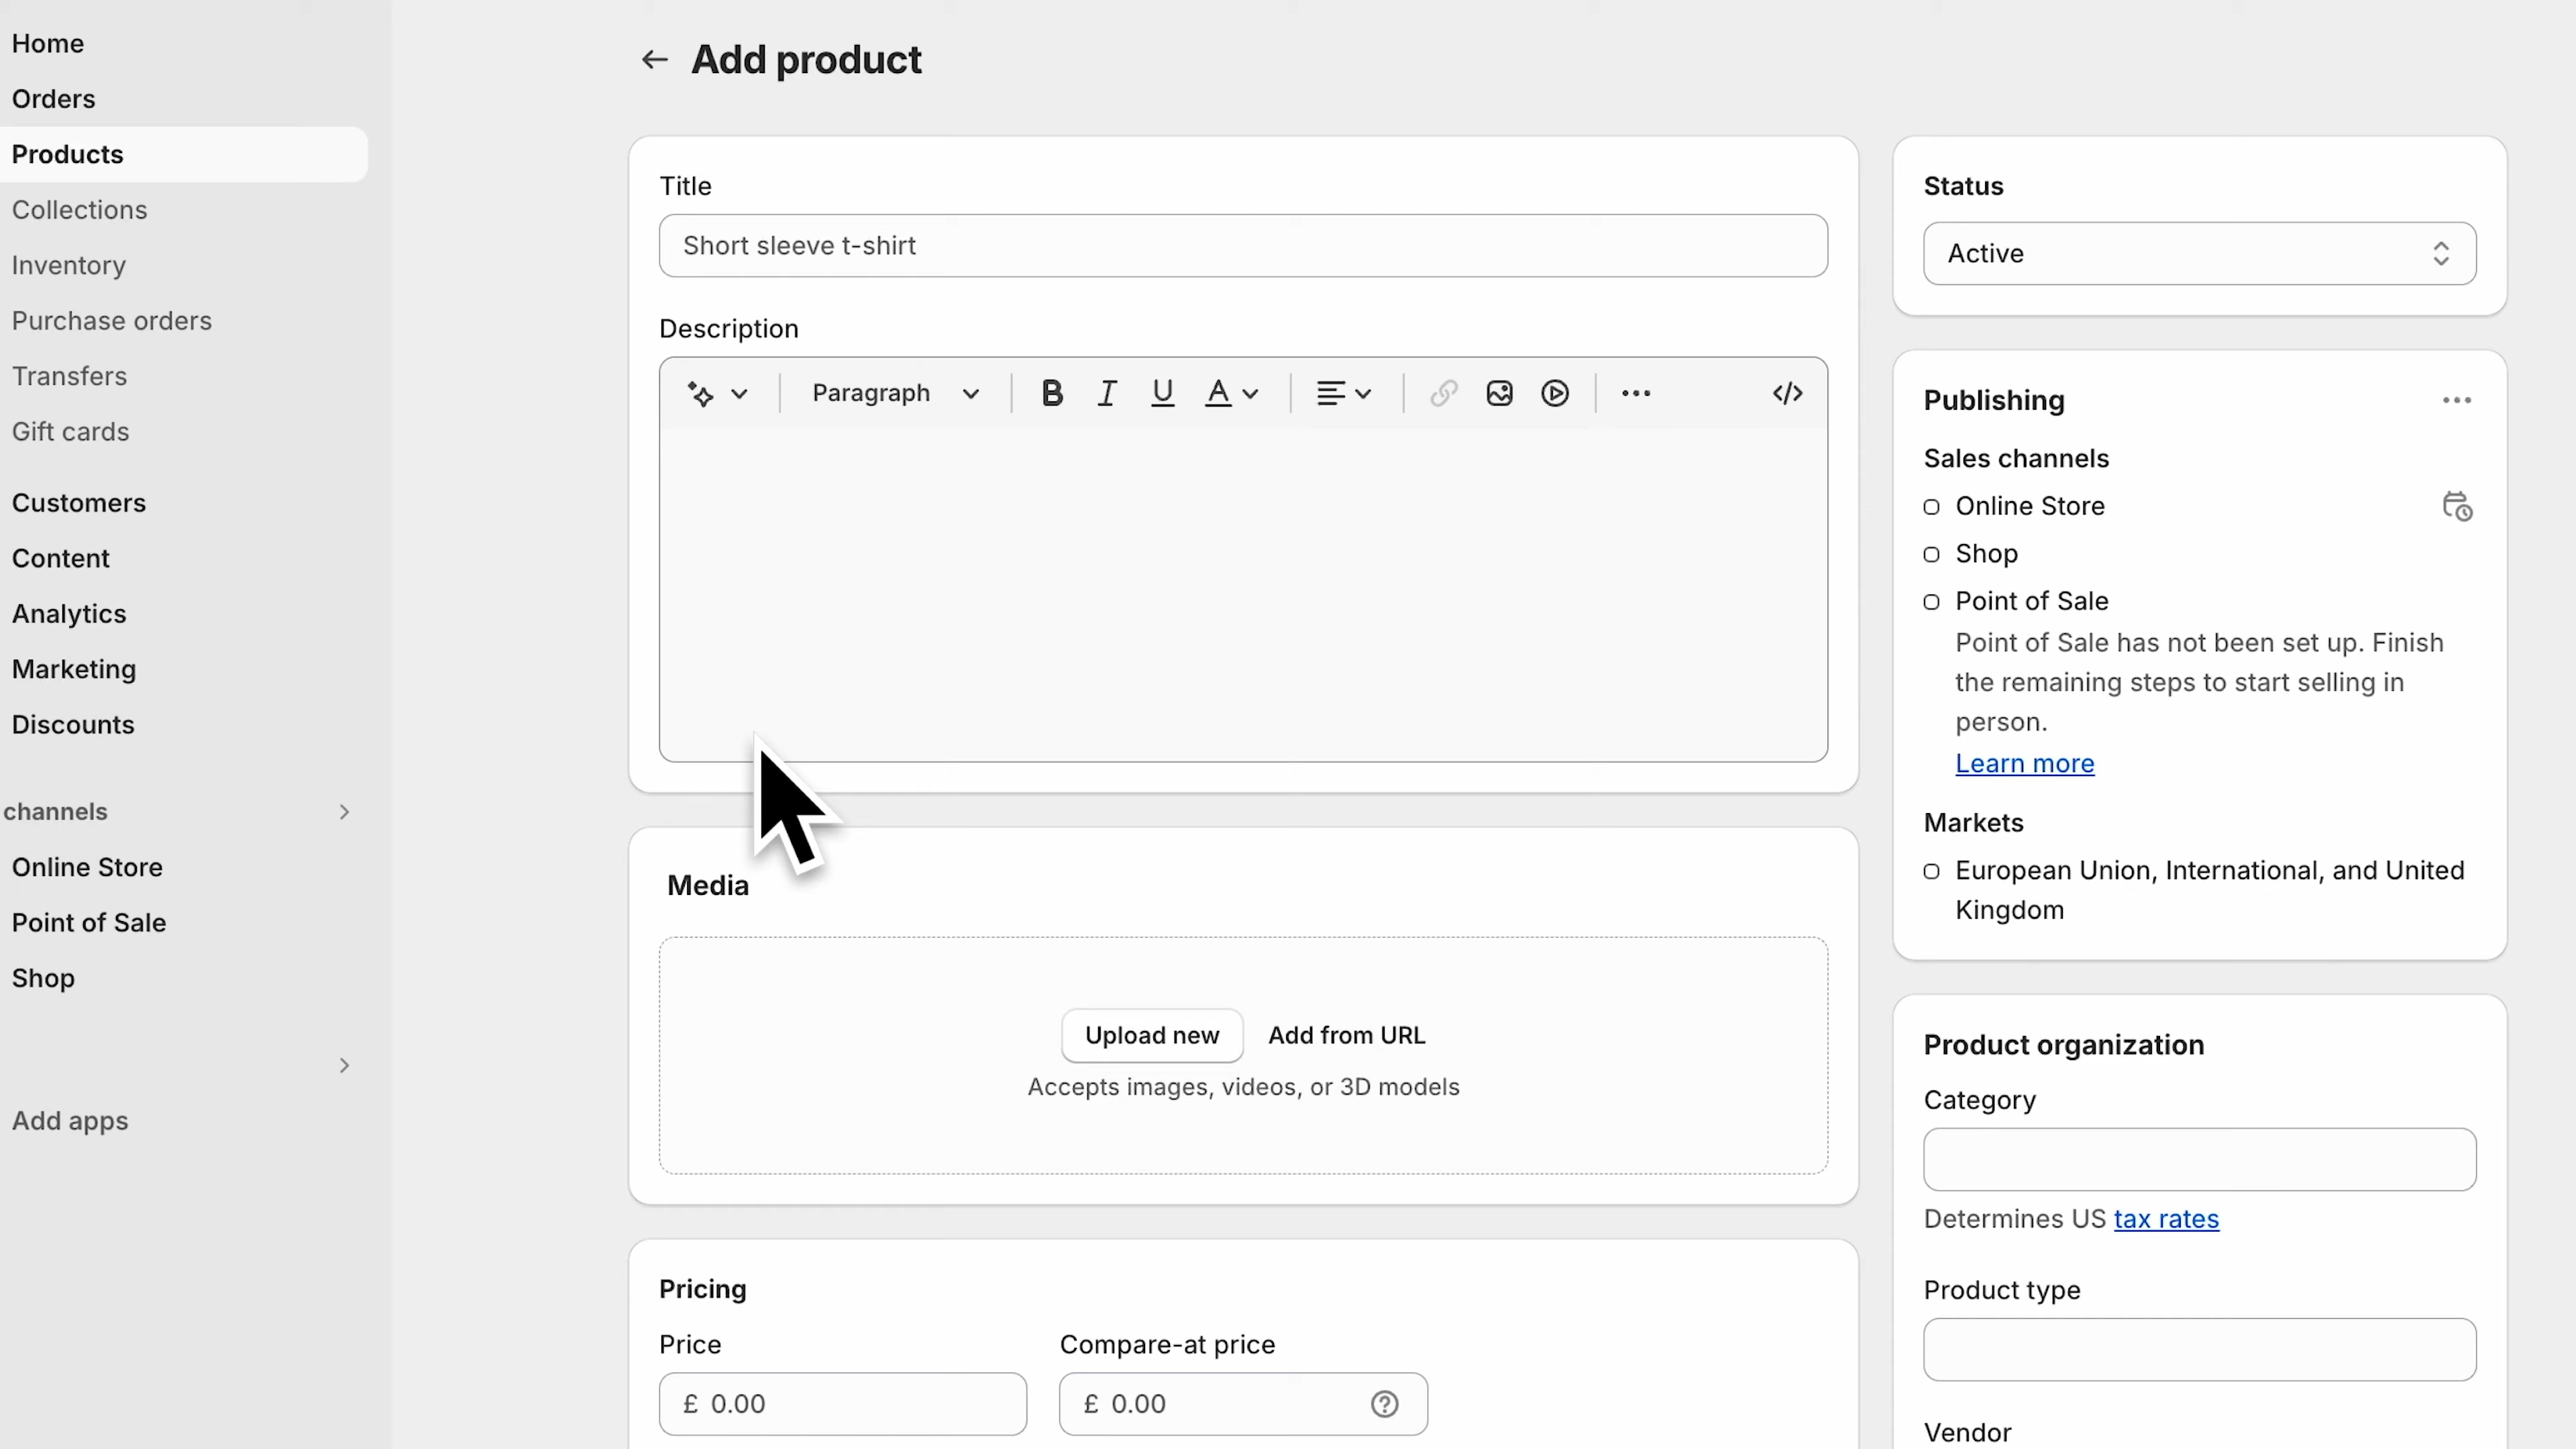 Home
Orders
Products
Collections
Inventory
Purchase orders
Transfers
Gift cards
Customers
Content
Analytics
Marketing
Discounts
channels
Online Store
Point of Sale
Shop
Add apps
Add product
Title
Short sleeve t-shirt
Description
Paragraph
B I U A
Media
Upload new Add from URL
Accepts images, videos, or 3D models
Pricing
Price Compare-at price
£ 0.00 £ 0.00
Status
Active
Publishing
Sales channels
Online Store
Shop
Point of Sale
Point of Sale has not been set up. Finish
the remaining steps to start selling in
person.
Learn more
Markets
European Union, International, and United
Kingdom
Product organization
Category
Determines US tax rates
Product type
Vendor